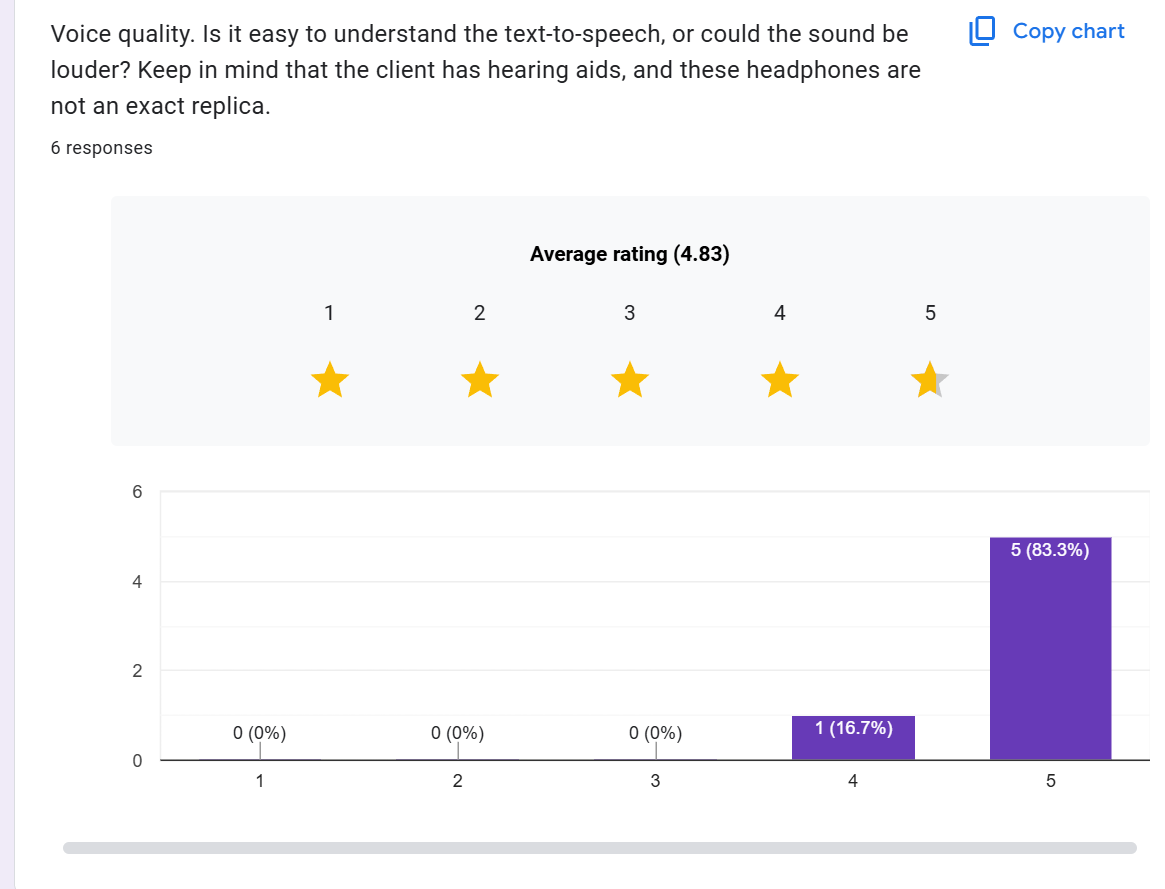 Voice quality. Is it easy to understand the text-to-speech, or could the sound be
louder? Keep in mind that the client has hearing aids, and these headphones are
not an exact replica.
Copy chart
6 responses
Average rating (4.83)
1 2 3 4 5
6
4
2
0
0 (0%) 0 (0%) 0 (0%) 1 (16.7%) 5 (83.3%)
1 2 3 4 5